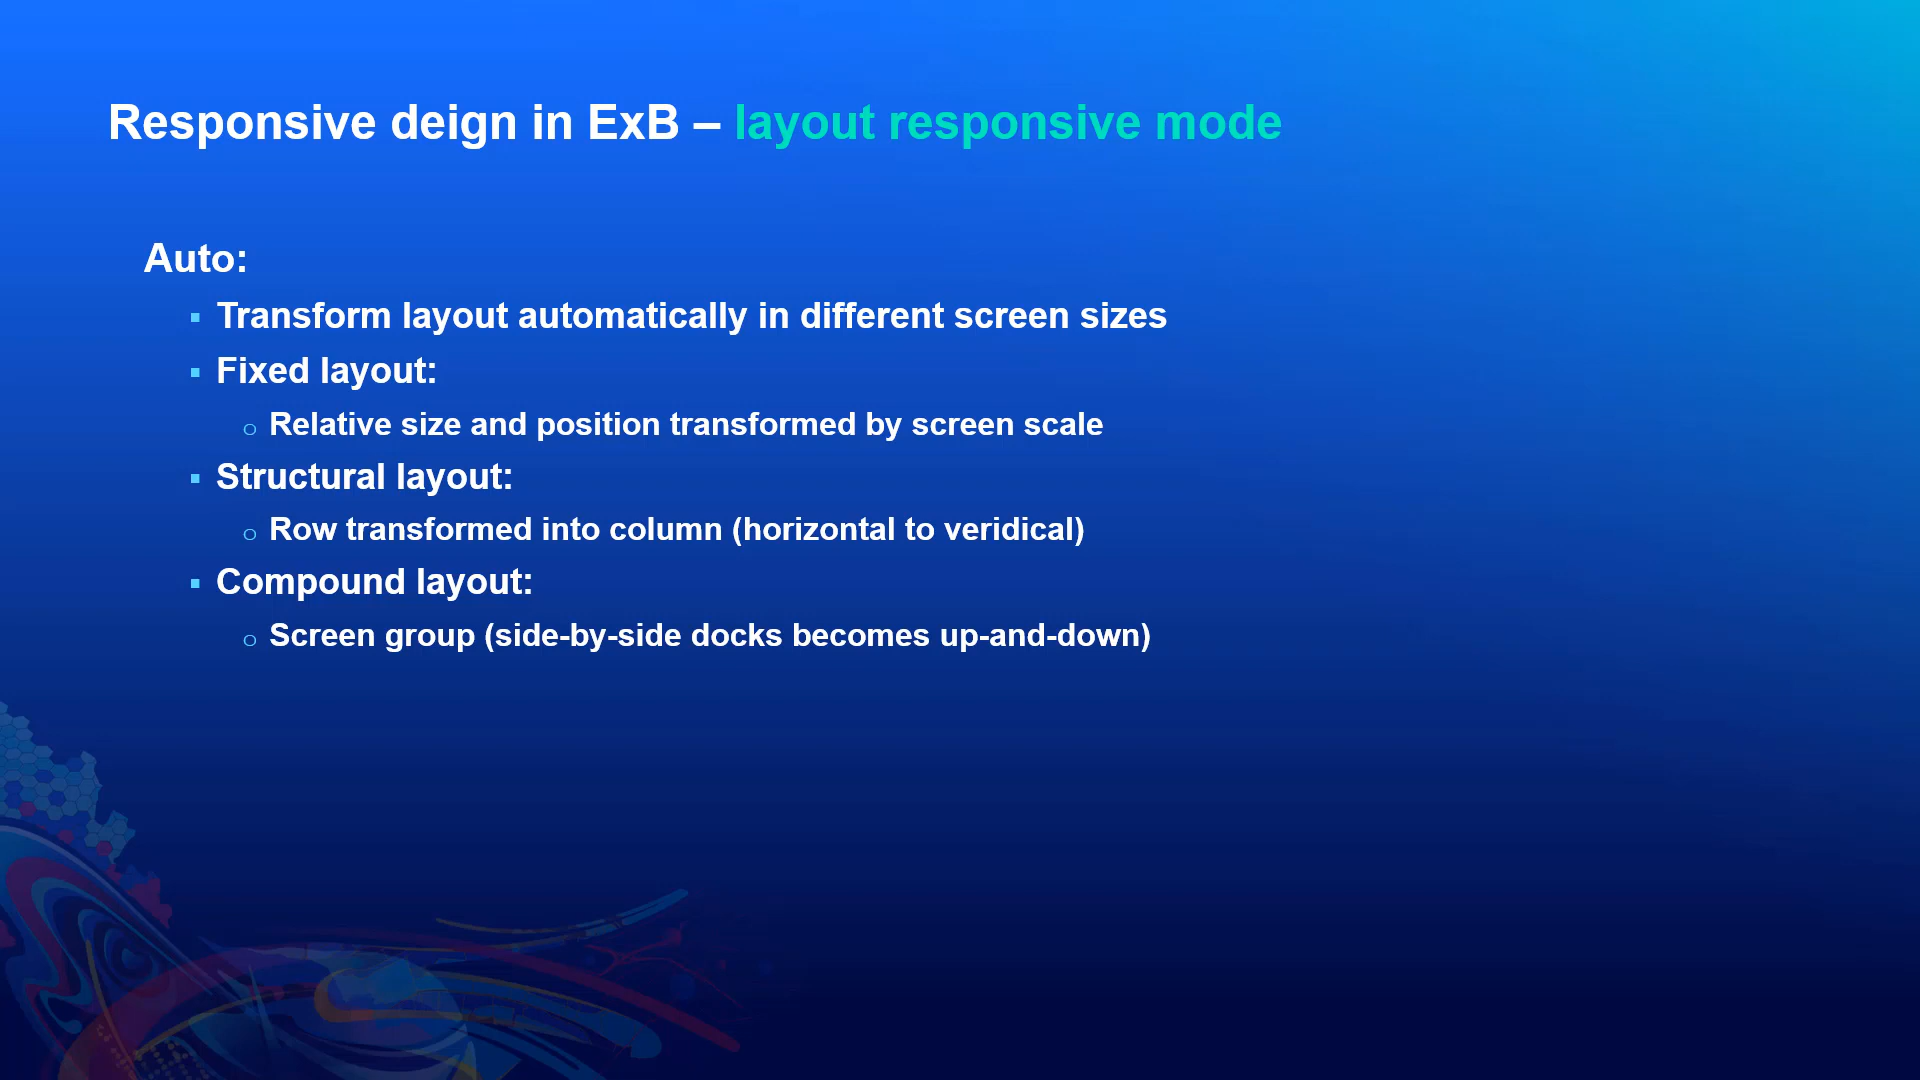 Responsive deign in ExB – layout responsive mode
Auto:
▪ Transform layout automatically in different screen sizes
▪ Fixed layout:
o Relative size and position transformed by screen scale
▪ Structural layout:
o Row transformed into column (horizontal to veridical)
▪ Compound layout:
o Screen group (side-by-side docks becomes up-and-down)